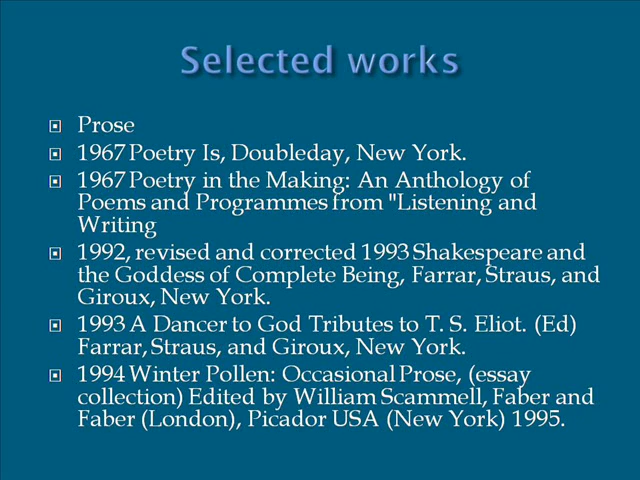 Selected works
Prose
1967 Poetry Is, Doubleday, New York.
1967 Poetry in the Making: An Anthology of
Poems and Programmes from "Listening and
Writing
1992, revised and corrected 1993 Shakespeare and
the Goddess of Complete Being, Farrar, Straus, and
Giroux, New York.
1993 A Dancer to God Tributes to T. S. Eliot. (Ed)
Farrar, Straus, and Giroux, New York.
1994 Winter Pollen: Occasional Prose, (essay
collection) Edited by William Scammell, Faber and
Faber (London), Picador USA (New York) 1995.